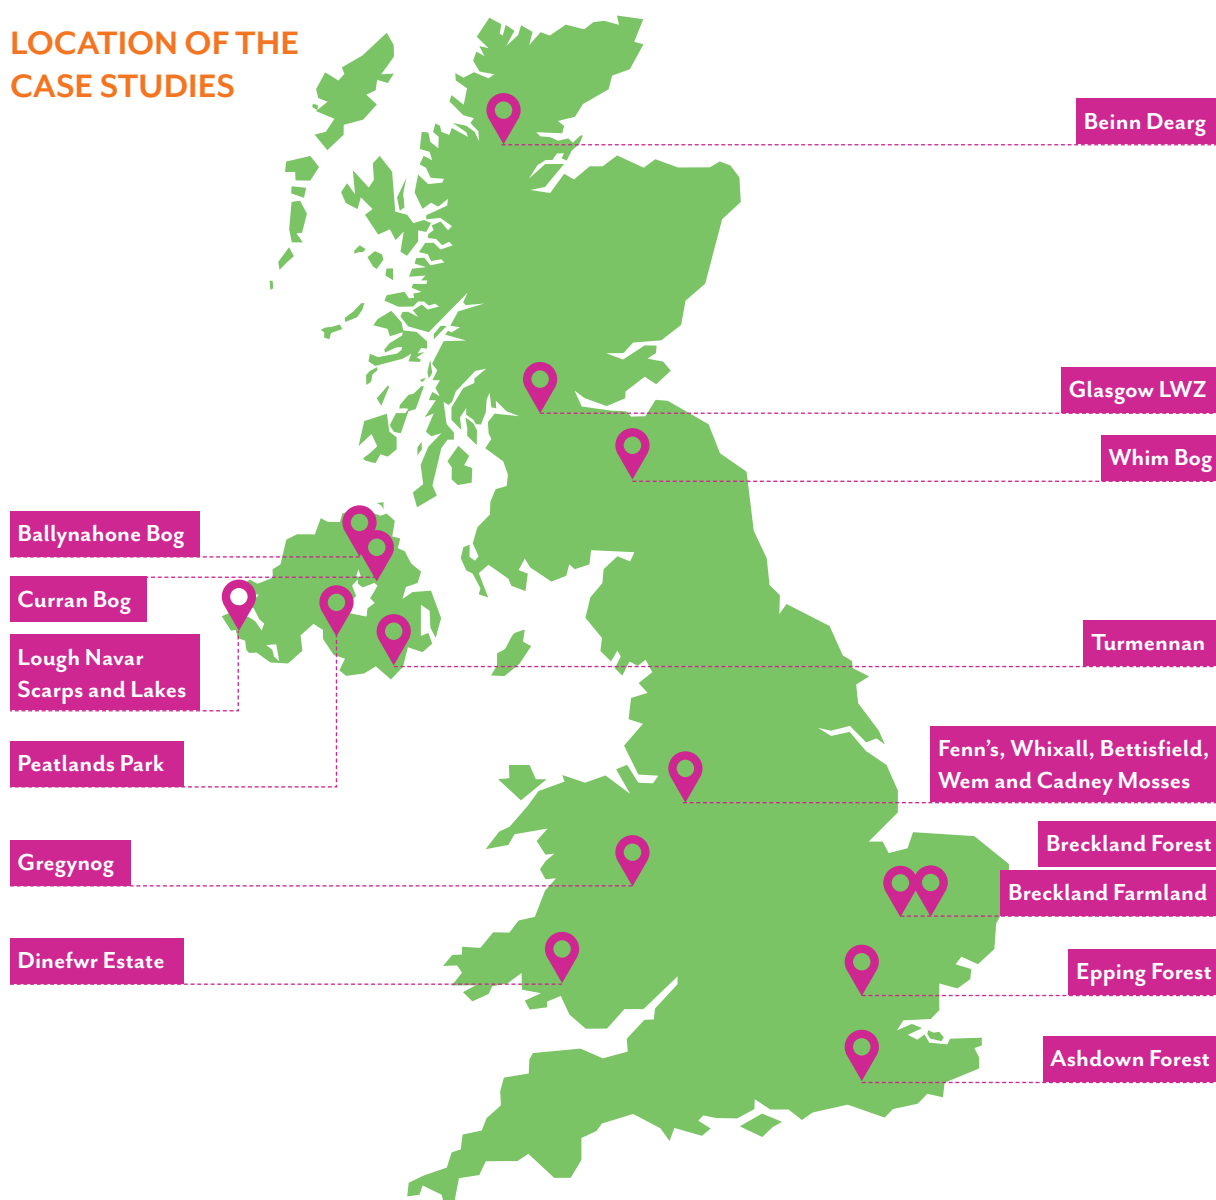 LOCATION OF THE
CASE STUDIES
Beinn Dearg
Glasgow LWZ
Whim Bog
Ballynahone Bog
Curran Bog
Lough Navar
Scarps and Lakes
Turmennan
Peatlands Park
Fenn's, Whixall, Bettisfield,
Wem and Cadney Mosses
Gregynog
Breckland Forest
Breckland Farmland
Dinefwr Estate
Epping Forest
Ashdown Forest